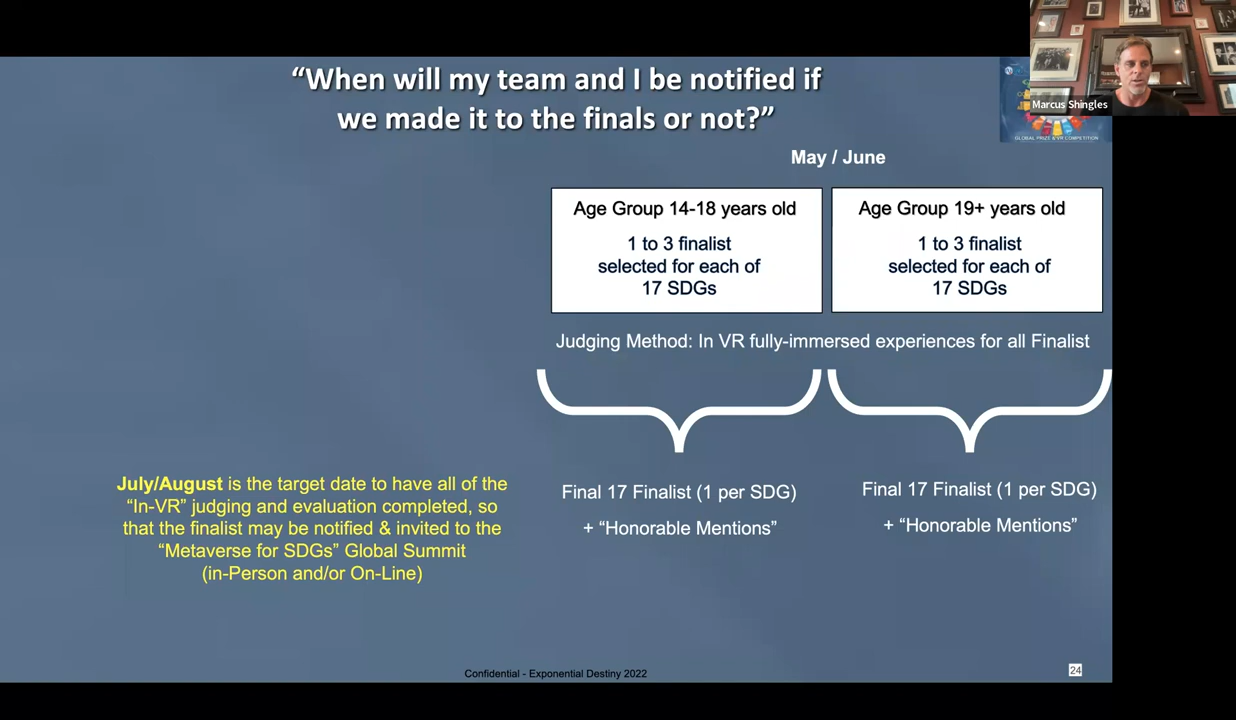 “When will my team and I be notified if
we made it to the finals or not?”
Marcus Shingles
GLOBAL PRIZE & VR COMPETITION
May / June
Age Group 14-18 years old
1 to 3 finalist
selected for each of
17 SDGs
Age Group 19+ years old
1 to 3 finalist
selected for each of
17 SDGs
Judging Method: In VR fully-immersed experiences for all Finalist
July/August is the target date to have all of the
“In-VR” judging and evaluation completed, so
that the finalist may be notified & invited to the
“Metaverse for SDGs” Global Summit
(in-Person and/or On-Line)
Final 17 Finalist (1 per SDG)
+ “Honorable Mentions”
Final 17 Finalist (1 per SDG)
+ “Honorable Mentions”
Confidential - Exponential Destiny 2022
24